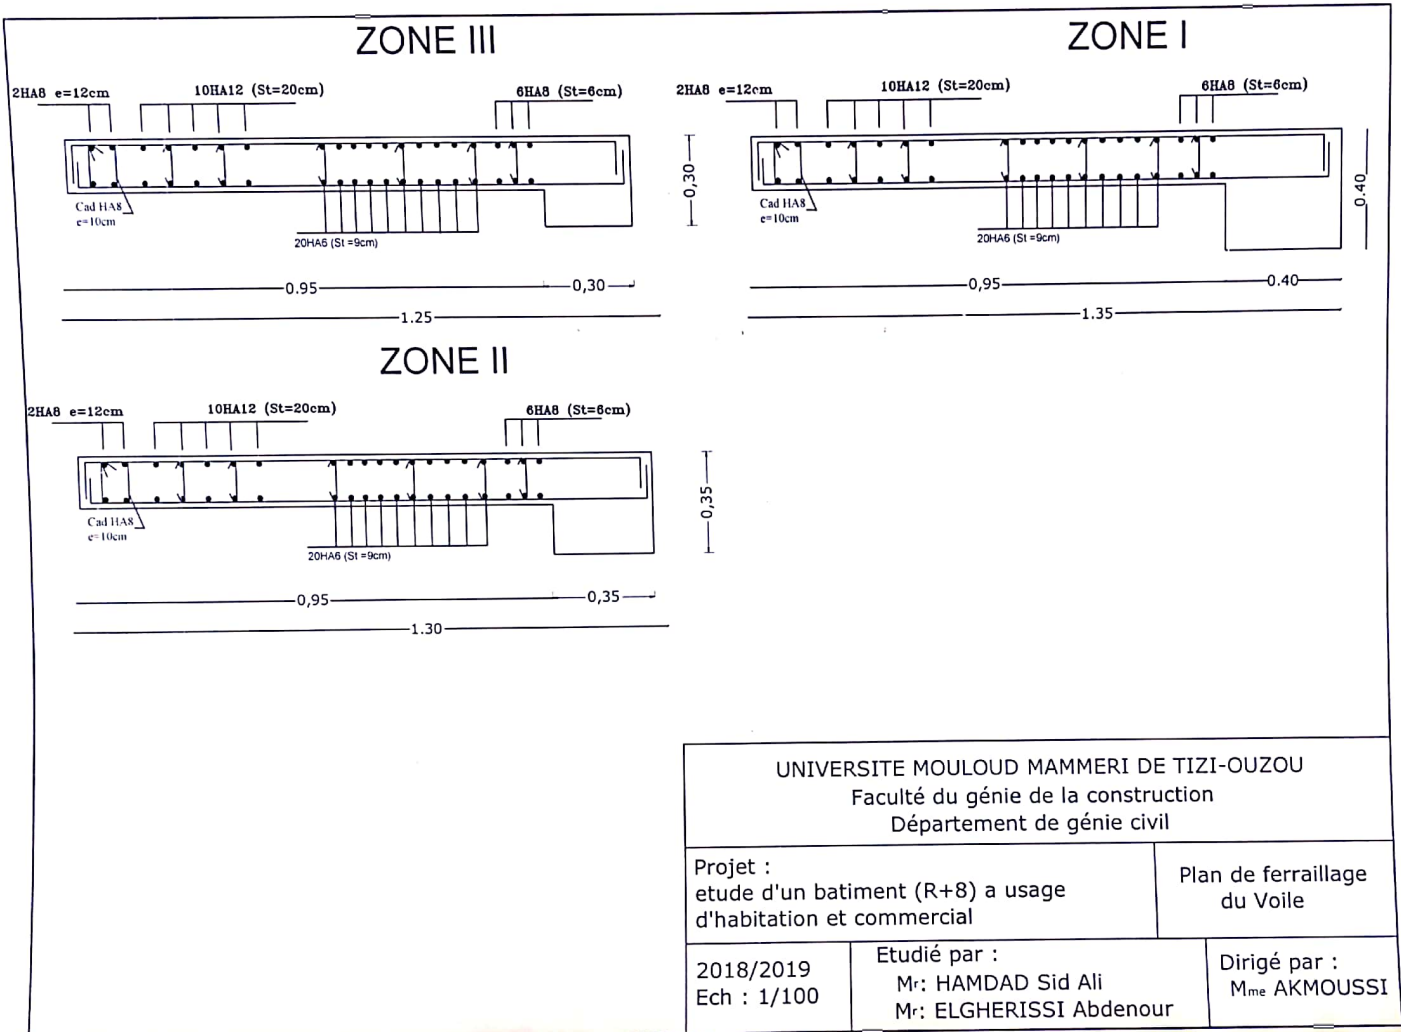 ZONE III
2HA8 e=12cm
10HA12 (St=20cm)
6HA8 (St=6cm)
Cad HA8
e=10cm
20HA6 (St =9cm)
0,30
0.95
0,30
1.25
ZONE I
2HA8 e=12cm
10HA12 (St=20cm)
6HA8 (St=6cm)
Cad HA8
e=10cm
20HA6 (St =9cm)
0.40
0,95
0.40
1.35
ZONE II
2HA8 e=12cm
10HA12 (St=20cm)
6HA8 (St=6cm)
Cad HA8
e=10cm
20HA6 (St =9cm)
0,35
0,95
0,35
1.30
UNIVERSITE MOULOUD MAMMERI DE TIZI-OUZOU
Faculté du génie de la construction
Département de génie civil
Projet :
etude d'un batiment (R+8) a usage
d'habitation et commercial
Plan de ferraillage
du Voile
2018/2019
Ech : 1/100
Etudié par :
Mr: HAMDAD Sid Ali
Mr: ELGHERISSI Abdenour
Dirigé par :
Mme AKMOUSSI